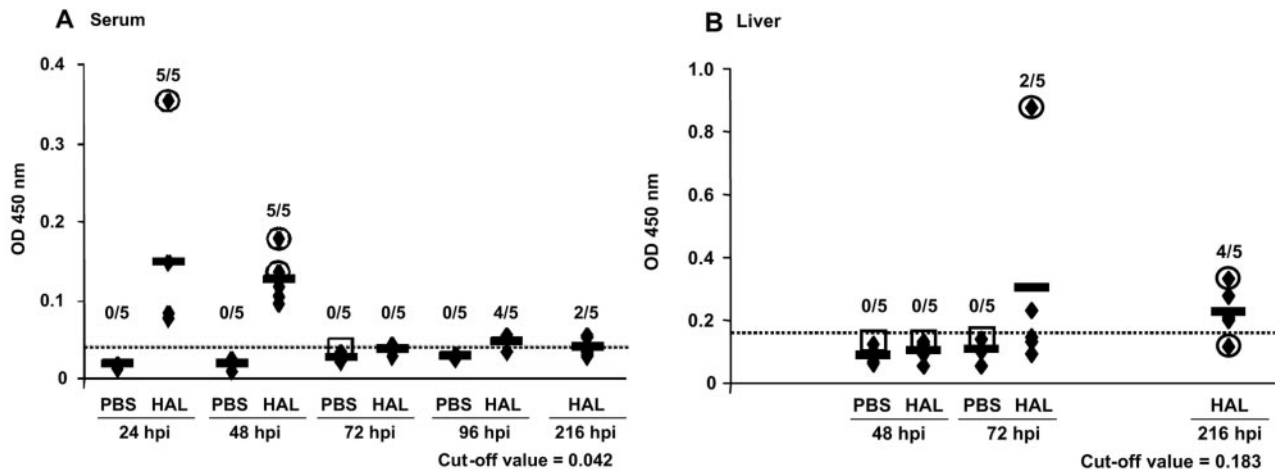 A Serum
OD 450 nm
0.4
0.3
0.2
0.1
0
5/5
5/5
0/5 0/5 0/5 0/5 0/5 4/5 2/5
PBS HAL PBS HAL PBS HAL PBS HAL HAL
24 hpi 48 hpi 72 hpi 96 hpi 216 hpi
Cut-off value = 0.042
B Liver
OD 450 nm
1.0
0.8
0.6
0.4
0.2
0
2/5
4/5
0/5 0/5 0/5
PBS HAL PBS HAL HAL
48 hpi 72 hpi 216 hpi
Cut-off value = 0.183